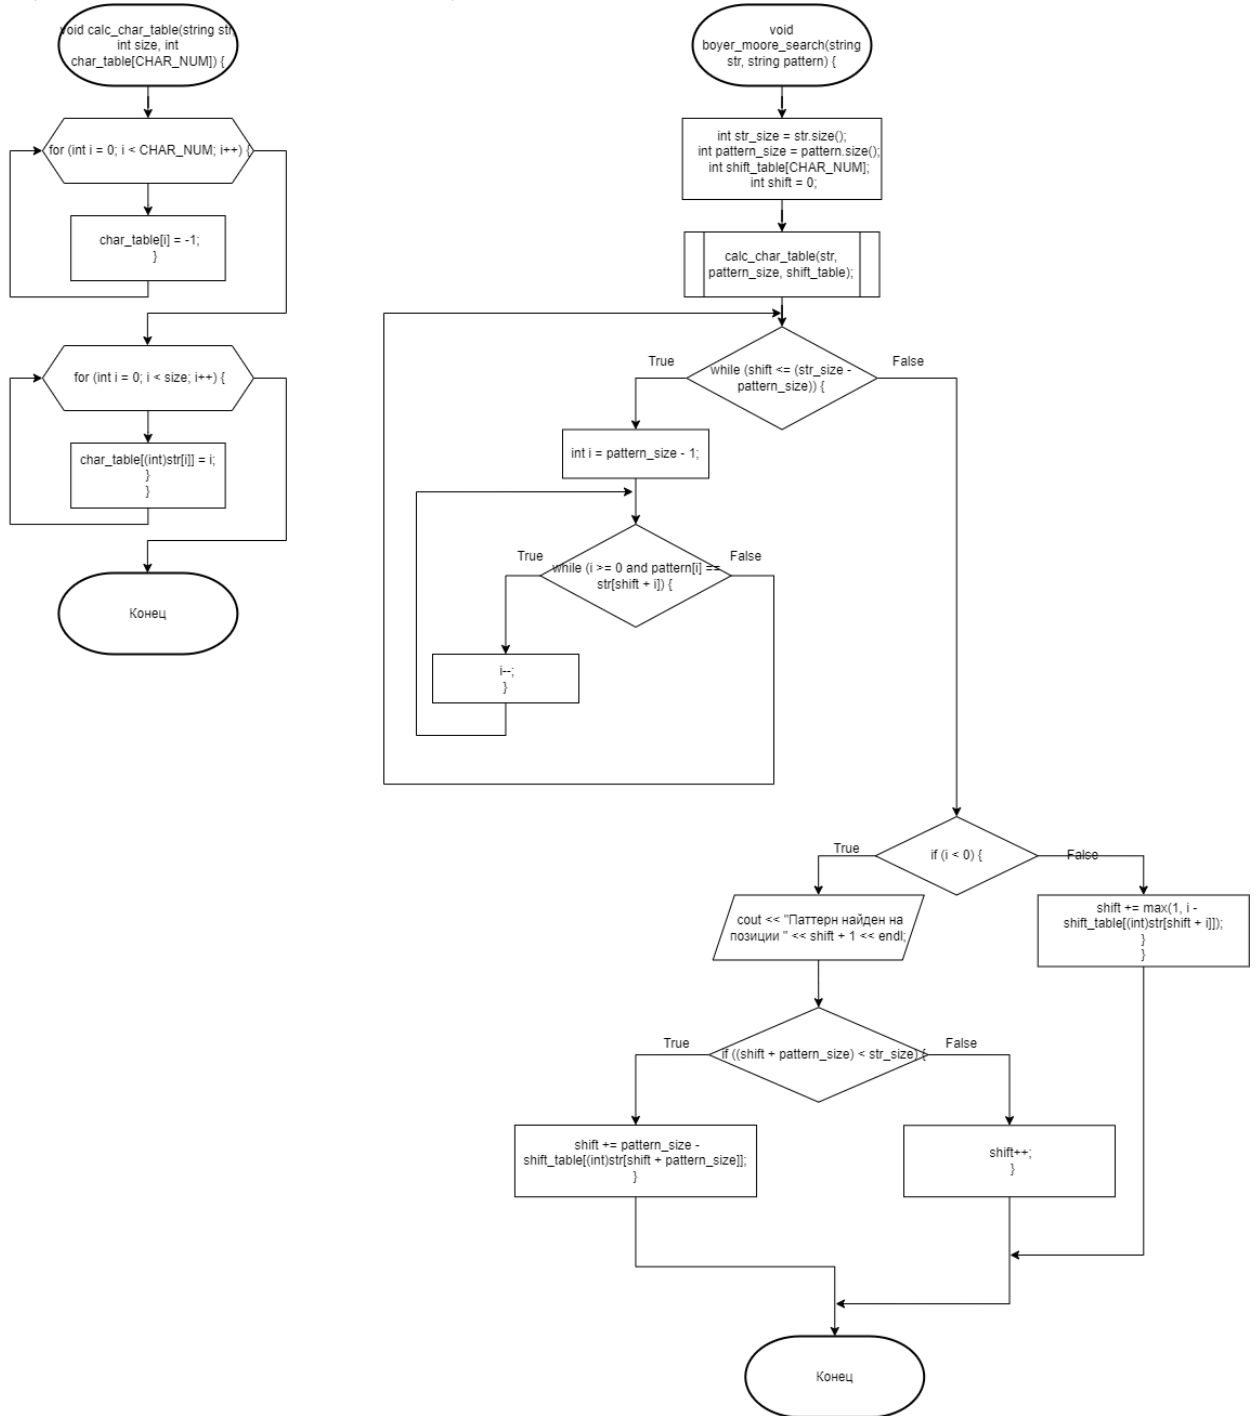 void calc_char_table(string str,
int size, int
char_table[CHAR_NUM]) {
for (int i = 0; i < CHAR_NUM; i++) {
char_table[i] = -1;
}
for (int i = 0; i < size; i++) {
char_table[(int)str[i]] = i;
}
}
Конец
void
boyer_moore_search(string
str, string pattern) {
int str_size = str.size();
int pattern_size = pattern.size();
int shift_table[CHAR_NUM];
int shift = 0;
calc_char_table(str,
pattern_size, shift_table);
True
False
while (shift <= (str_size -
pattern_size)) {
int i = pattern_size - 1;
True
False
while (i >= 0 and pattern[i] ==
str[shift + i]) {
i--;
}
True
False
if (i < 0) {
cout << "Паттерн найден на
позиции " << shift + 1 << endl;
shift += max(1, i -
shift_table[(int)str[shift + i]]);
}
}
True
False
if ((shift + pattern_size) < str_size) {
shift += pattern_size -
shift_table[(int)str[shift + pattern_size]];
}
shift++;
}
Конец